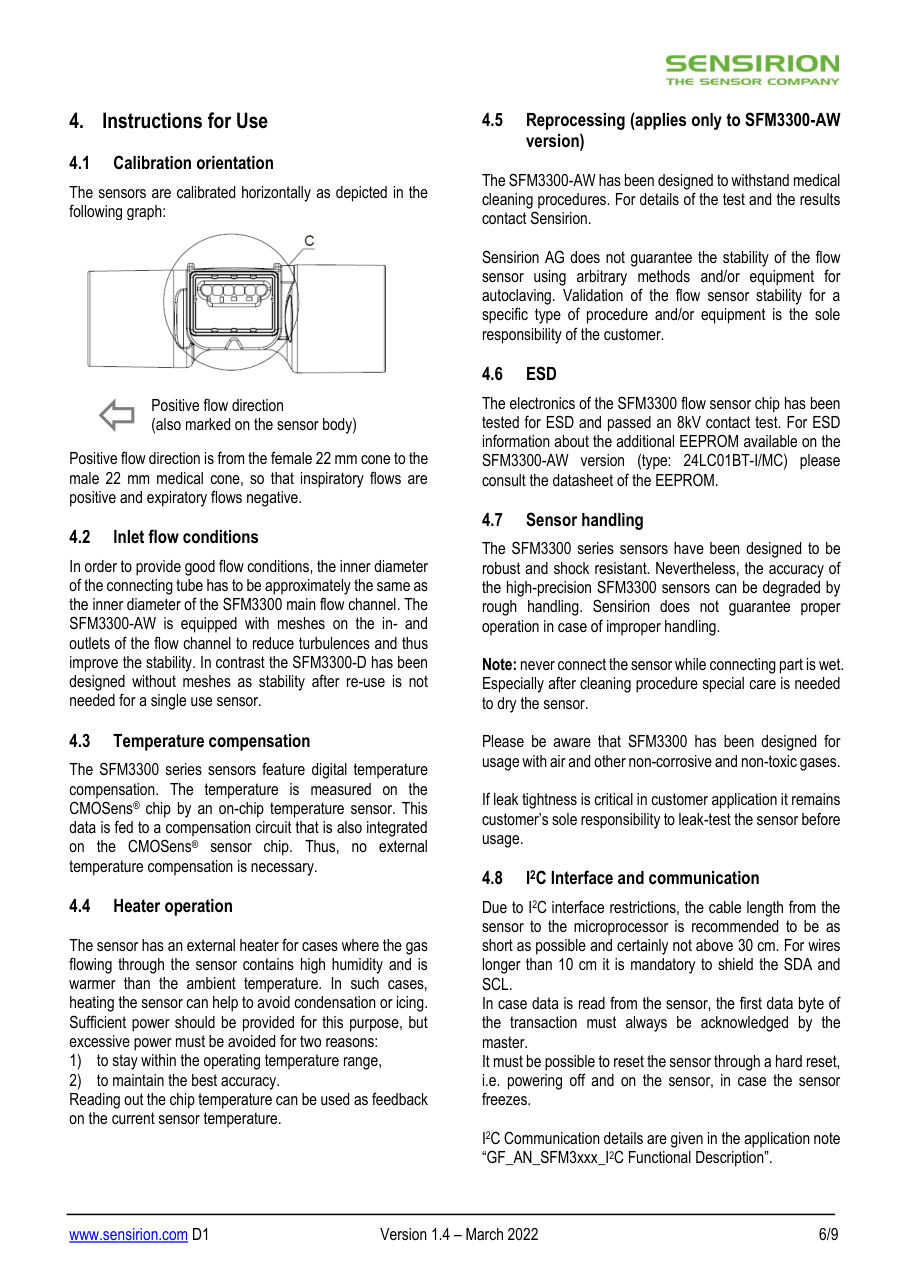 SENSIRION
THE SENSOR COMPANY
4. Instructions for Use
4.1 Calibration orientation
The sensors are calibrated horizontally as depicted in the
following graph:
C
Positive flow direction
(also marked on the sensor body)
Positive flow direction is from the female 22 mm cone to the
male 22 mm medical cone, so that inspiratory flows are
positive and expiratory flows negative.
4.2 Inlet flow conditions
In order to provide good flow conditions, the inner diameter
of the connecting tube has to be approximately the same as
the inner diameter of the SFM3300 main flow channel. The
SFM3300-AW is equipped with meshes on the in- and
outlets of the flow channel to reduce turbulences and thus
improve the stability. In contrast the SFM3300-D has been
designed without meshes as stability after re-use is not
needed for a single use sensor.
4.3 Temperature compensation
The SFM3300 series sensors feature digital temperature
compensation. The temperature is measured on the
CMOSens® chip by an on-chip temperature sensor. This
data is fed to a compensation circuit that is also integrated
on the CMOSens® sensor chip. Thus, no external
temperature compensation is necessary.
4.4 Heater operation
The sensor has an external heater for cases where the gas
flowing through the sensor contains high humidity and is
warmer than the ambient temperature. In such cases,
heating the sensor can help to avoid condensation or icing.
Sufficient power should be provided for this purpose, but
excessive power must be avoided for two reasons:
1) to stay within the operating temperature range,
2) to maintain the best accuracy.
Reading out the chip temperature can be used as feedback
on the current sensor temperature.
4.5 Reprocessing (applies only to SFM3300-AW
version)
The SFM3300-AW has been designed to withstand medical
cleaning procedures. For details of the test and the results
contact Sensirion.
Sensirion AG does not guarantee the stability of the flow
sensor using arbitrary methods and/or equipment for
autoclaving. Validation of the flow sensor stability for a
specific type of procedure and/or equipment is the sole
responsibility of the customer.
4.6 ESD
The electronics of the SFM3300 flow sensor chip has been
tested for ESD and passed an 8kV contact test. For ESD
information about the additional EEPROM available on the
SFM3300-AW version (type: 24LC01BT-I/MC) please
consult the datasheet of the EEPROM.
4.7 Sensor handling
The SFM3300 series sensors have been designed to be
robust and shock resistant. Nevertheless, the accuracy of
the high-precision SFM3300 sensors can be degraded by
rough handling. Sensirion does not guarantee proper
operation in case of improper handling.
Note: never connect the sensor while connecting part is wet.
Especially after cleaning procedure special care is needed
to dry the sensor.
Please be aware that SFM3300 has been designed for
usage with air and other non-corrosive and non-toxic gases.
If leak tightness is critical in customer application it remains
customer’s sole responsibility to leak-test the sensor before
usage.
4.8 I²C Interface and communication
Due to I²C interface restrictions, the cable length from the
sensor to the microprocessor is recommended to be as
short as possible and certainly not above 30 cm. For wires
longer than 10 cm it is mandatory to shield the SDA and
SCL.
In case data is read from the sensor, the first data byte of
the transaction must always be acknowledged by the
master.
It must be possible to reset the sensor through a hard reset,
i.e. powering off and on the sensor, in case the sensor
freezes.
I²C Communication details are given in the application note
“GF_AN_SFM3xxx_I²C Functional Description”.
www.sensirion.com D1 Version 1.4 – March 2022 6/9